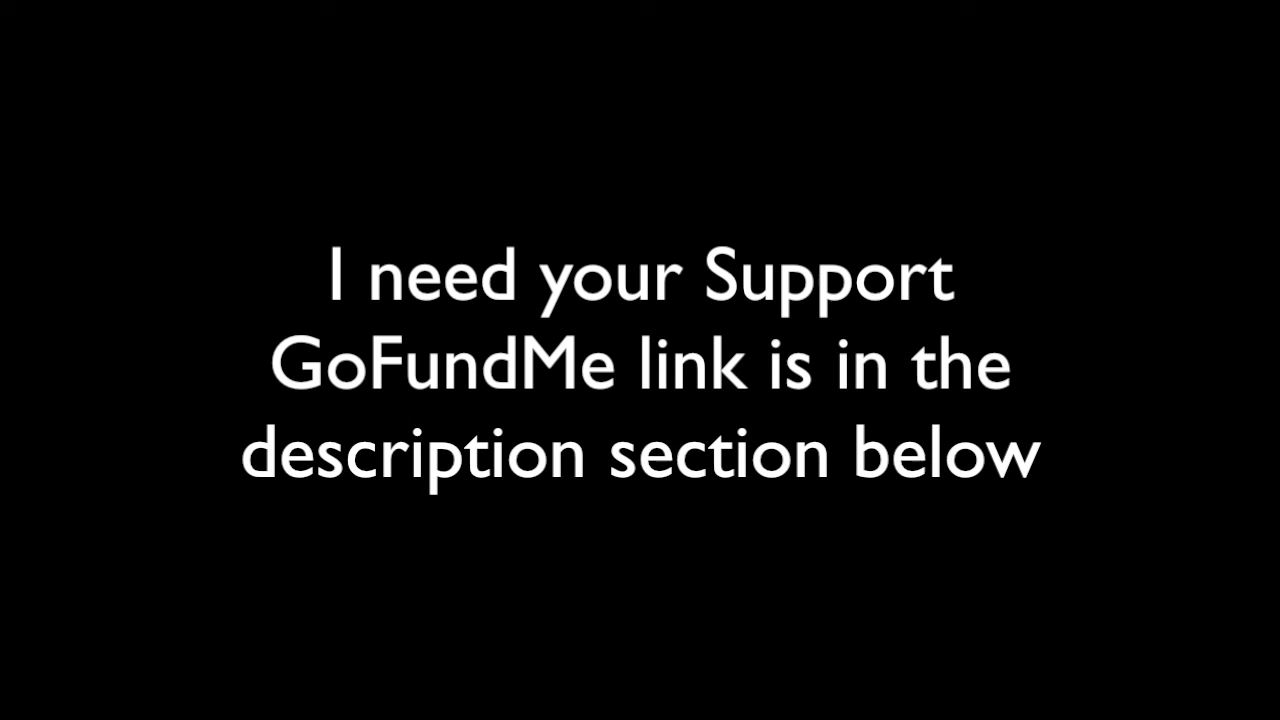 I need your Support
GoFundMe link is in the
description section below